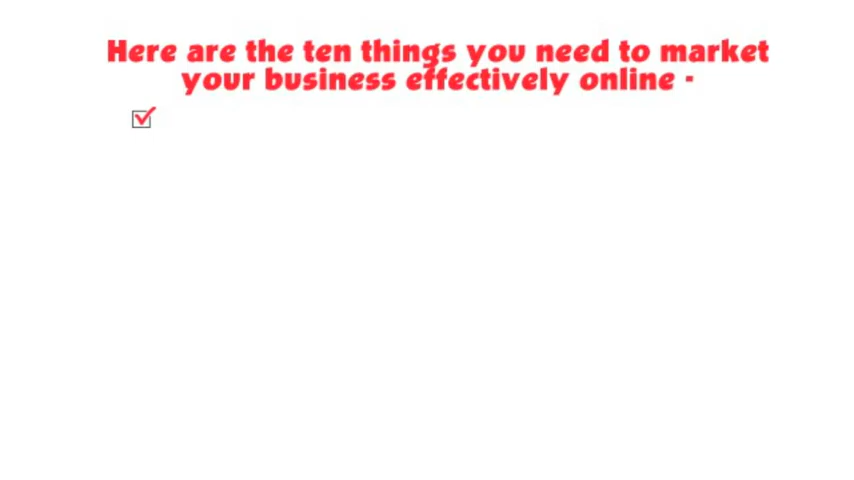 Here are the ten things you need to market
your business effectively online -